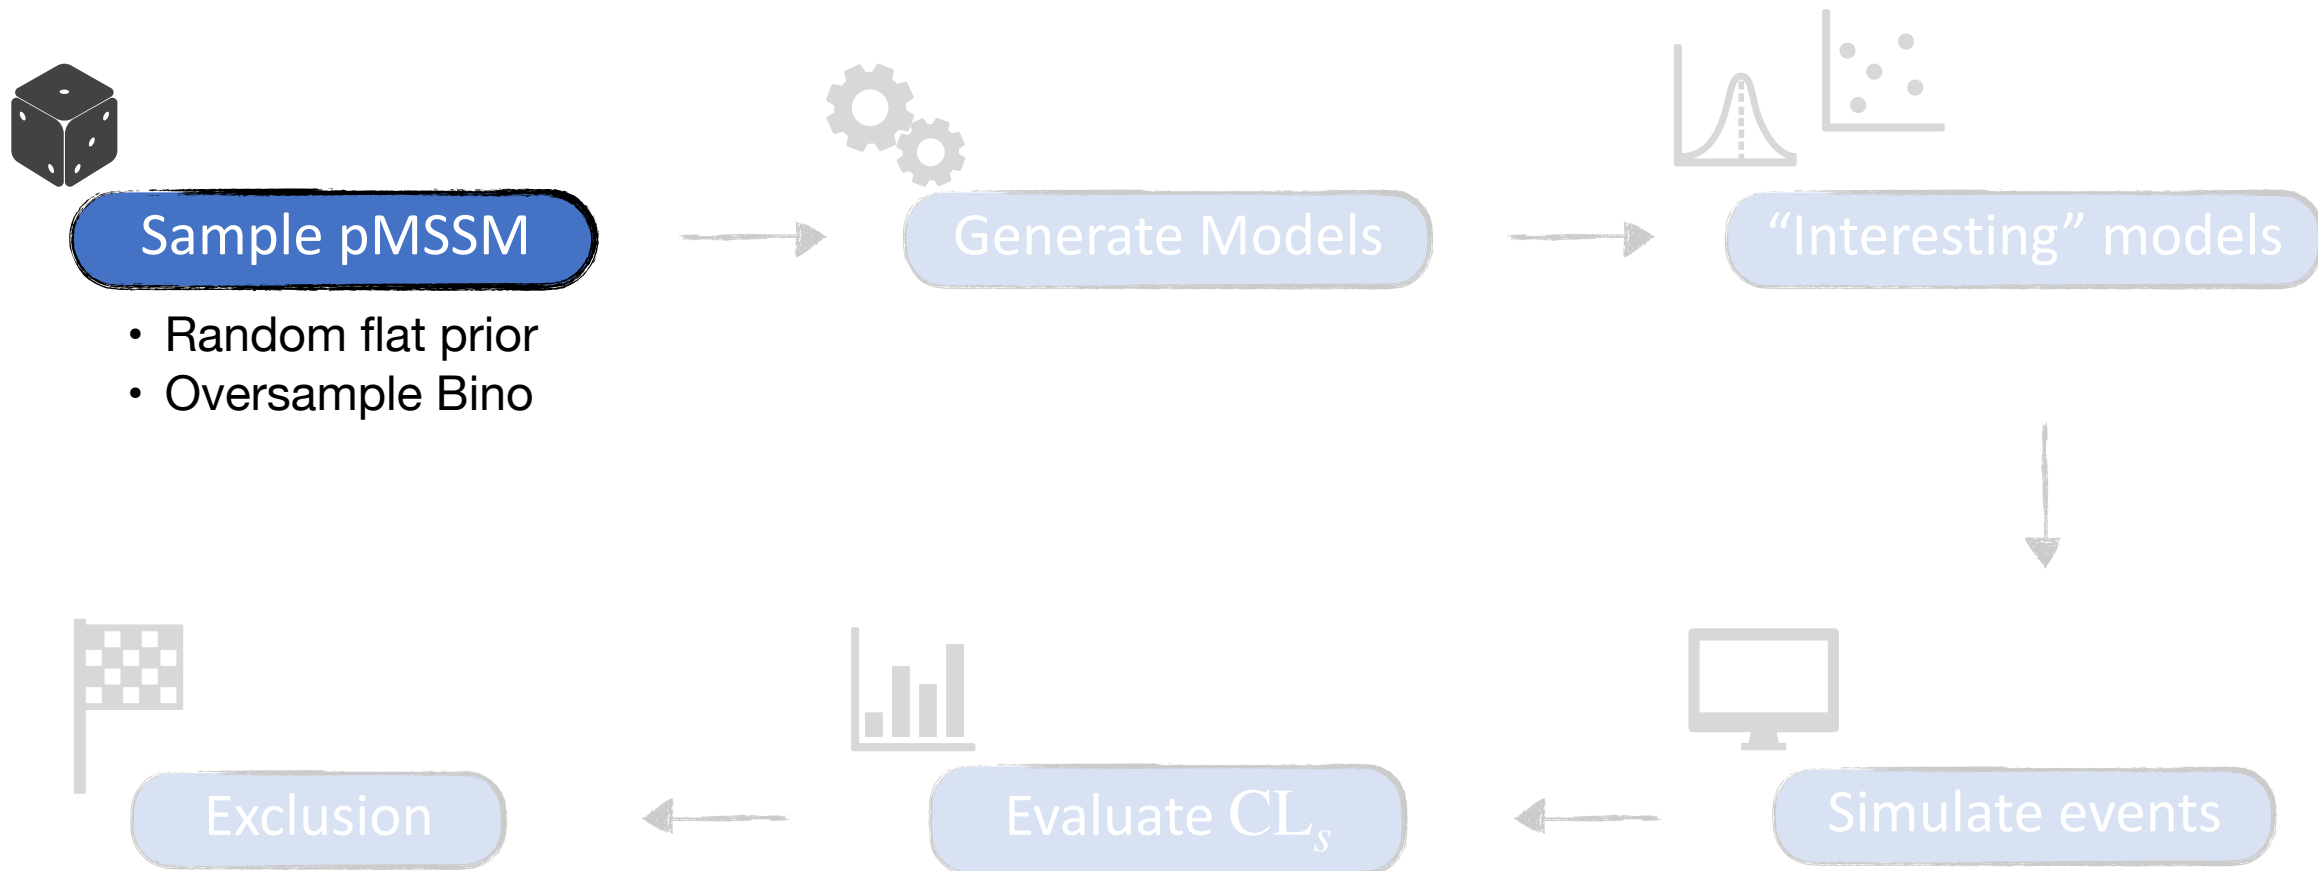 Sample pMSSM
Generate Models
“Interesting” models
• Random flat prior
• Oversample Bino
Exclusion
Evaluate CLₛ
Simulate events